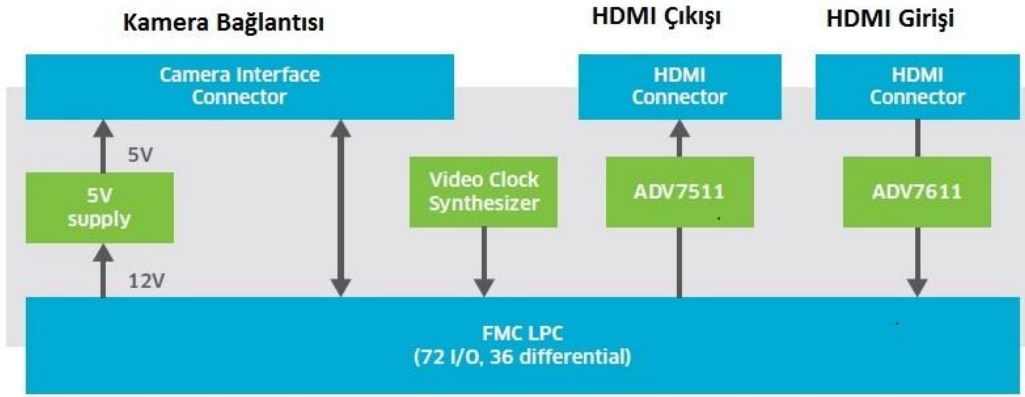 Kamera Bağlantısı
HDMI Çıkışı
HDMI Girişi
Camera Interface
Connector
HDMI
Connector
HDMI
Connector
5V
5V
supply
12V
Video Clock
Synthesizer
ADV7511
ADV7611
FMC LPC
(72 I/O, 36 differential)